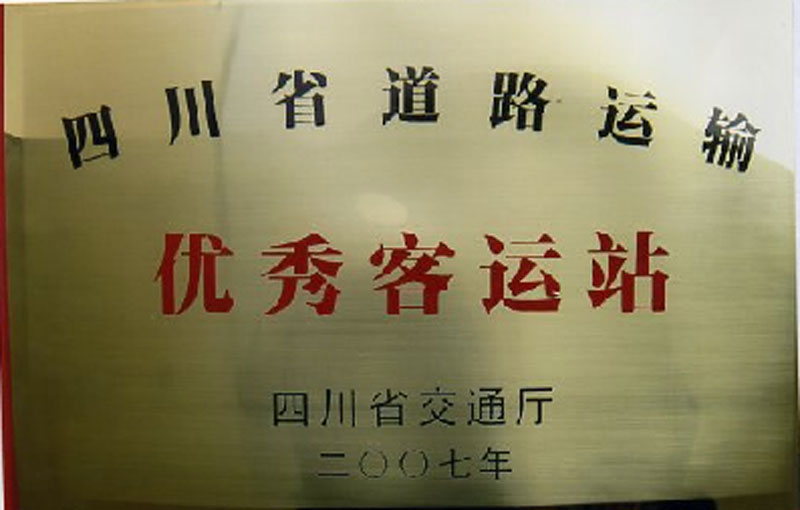 四川省道路运输
优秀客运站
四川省交通厅
二〇〇七年